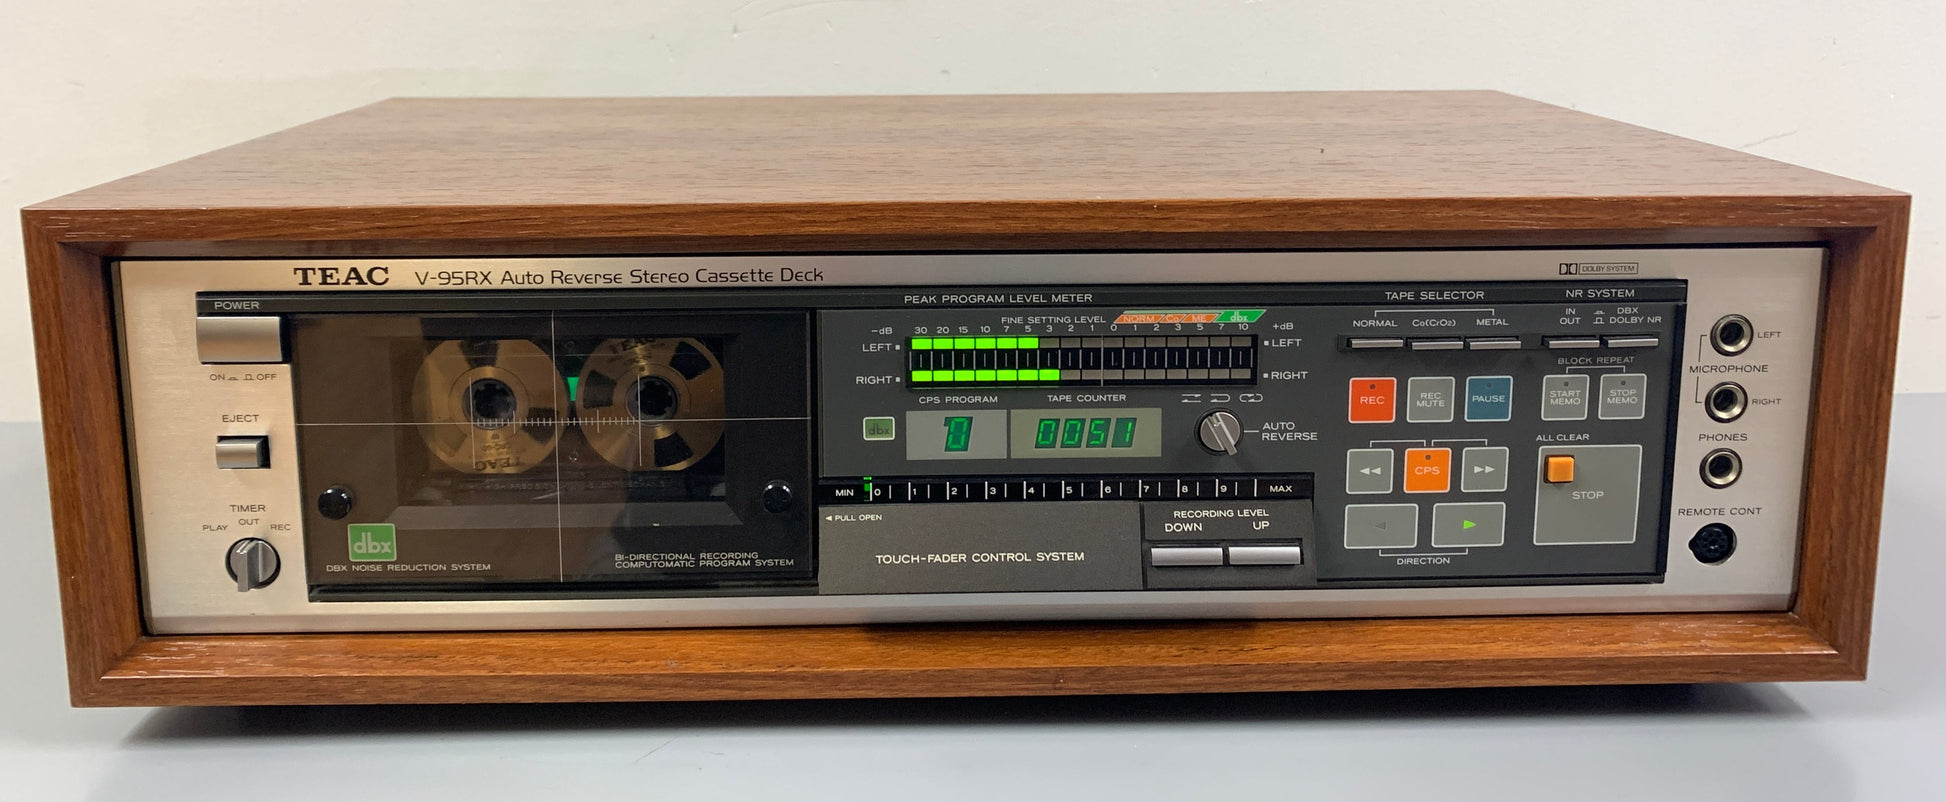 TEAC V-95RX Auto Reverse Stereo Cassette Deck
DOLBY SYSTEM
POWER
ON OFF
EJECT
TIMER
OUT
PLAY REC
TEAC
TEAC
dbx
DBX NOISE REDUCTION SYSTEM
BI-DIRECTIONAL RECORDING
COMPUTOMATIC PROGRAM SYSTEM
PEAK PROGRAM LEVEL METER
FINE SETTING LEVEL NORM Co ME dbx
-dB 30 20 15 10 7 5 3 2 1 0 1 2 3 5 7 10 +dB
LEFT LEFT
RIGHT RIGHT
CPS PROGRAM TAPE COUNTER
dbx 0 0051
AUTO
REVERSE
MIN 0 1 2 3 4 5 6 7 8 9 MAX
PULL OPEN
TOUCH-FADER CONTROL SYSTEM
RECORDING LEVEL
DOWN UP
TAPE SELECTOR
NORMAL Co(CrO2) METAL
NR SYSTEM
IN
OUT
DBX
DOLBY NR
BLOCK REPEAT
REC
REC
MUTE
PAUSE
START
MEMO
STOP
MEMO
CPS
DIRECTION
ALL CLEAR
STOP
LEFT
MICROPHONE
RIGHT
PHONES
REMOTE CONT